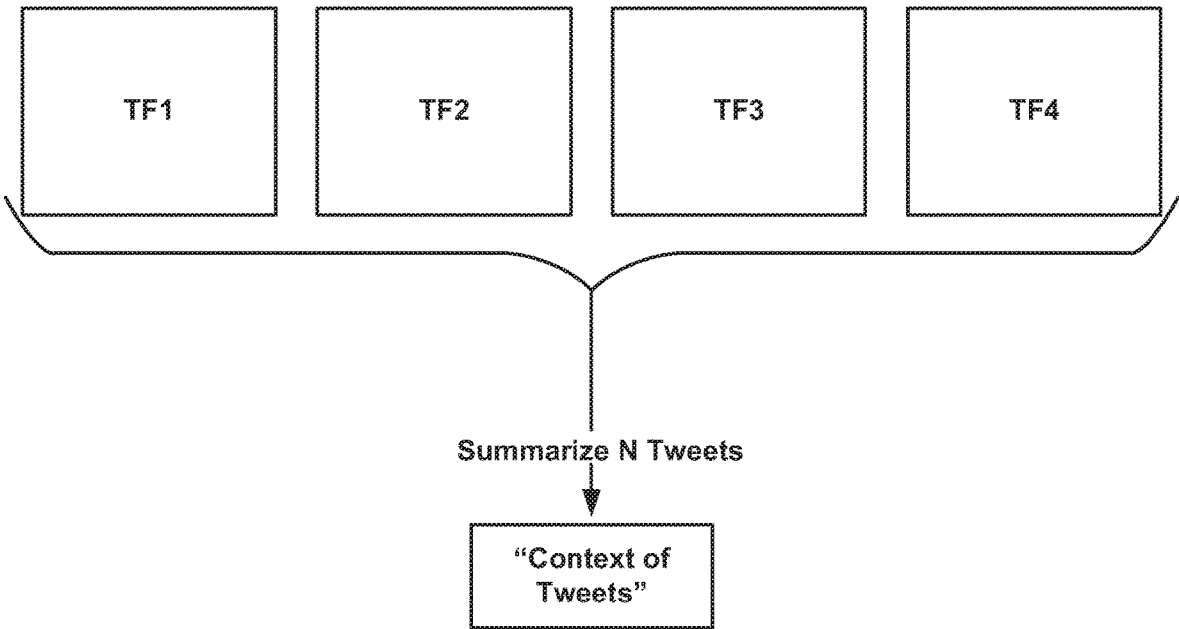 TF1
TF2
TF3
TF4
Summarize N Tweets
“Context of
Tweets”